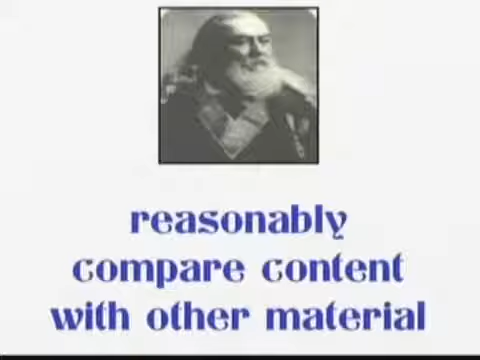 reasonably
compare content
with other material